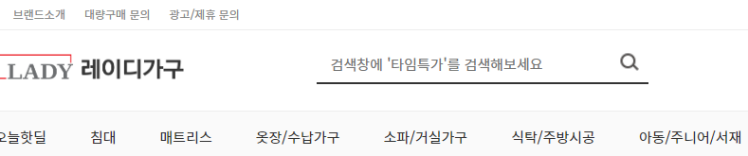 브랜드소개 대량구매 문의 광고/제휴 문의
LADY 레이디가구 검색창에 '타임특가'를 검색해보세요
오늘핫딜 침대 매트리스 옷장/수납가구 소파/거실가구 식탁/주방시공 아동/주니어/서재